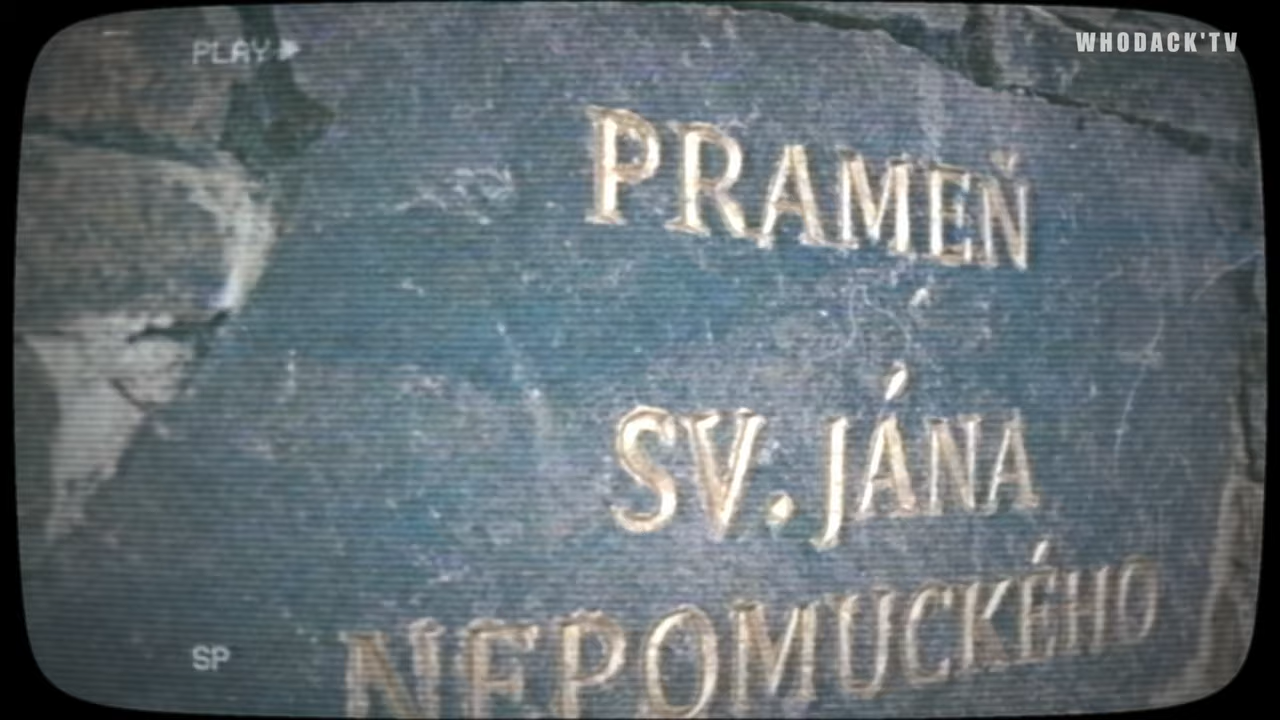 PLAY
WHODACK'TV
PRAMEŇ
SV. JÁNA
NEPOMUCKÉHO
SP